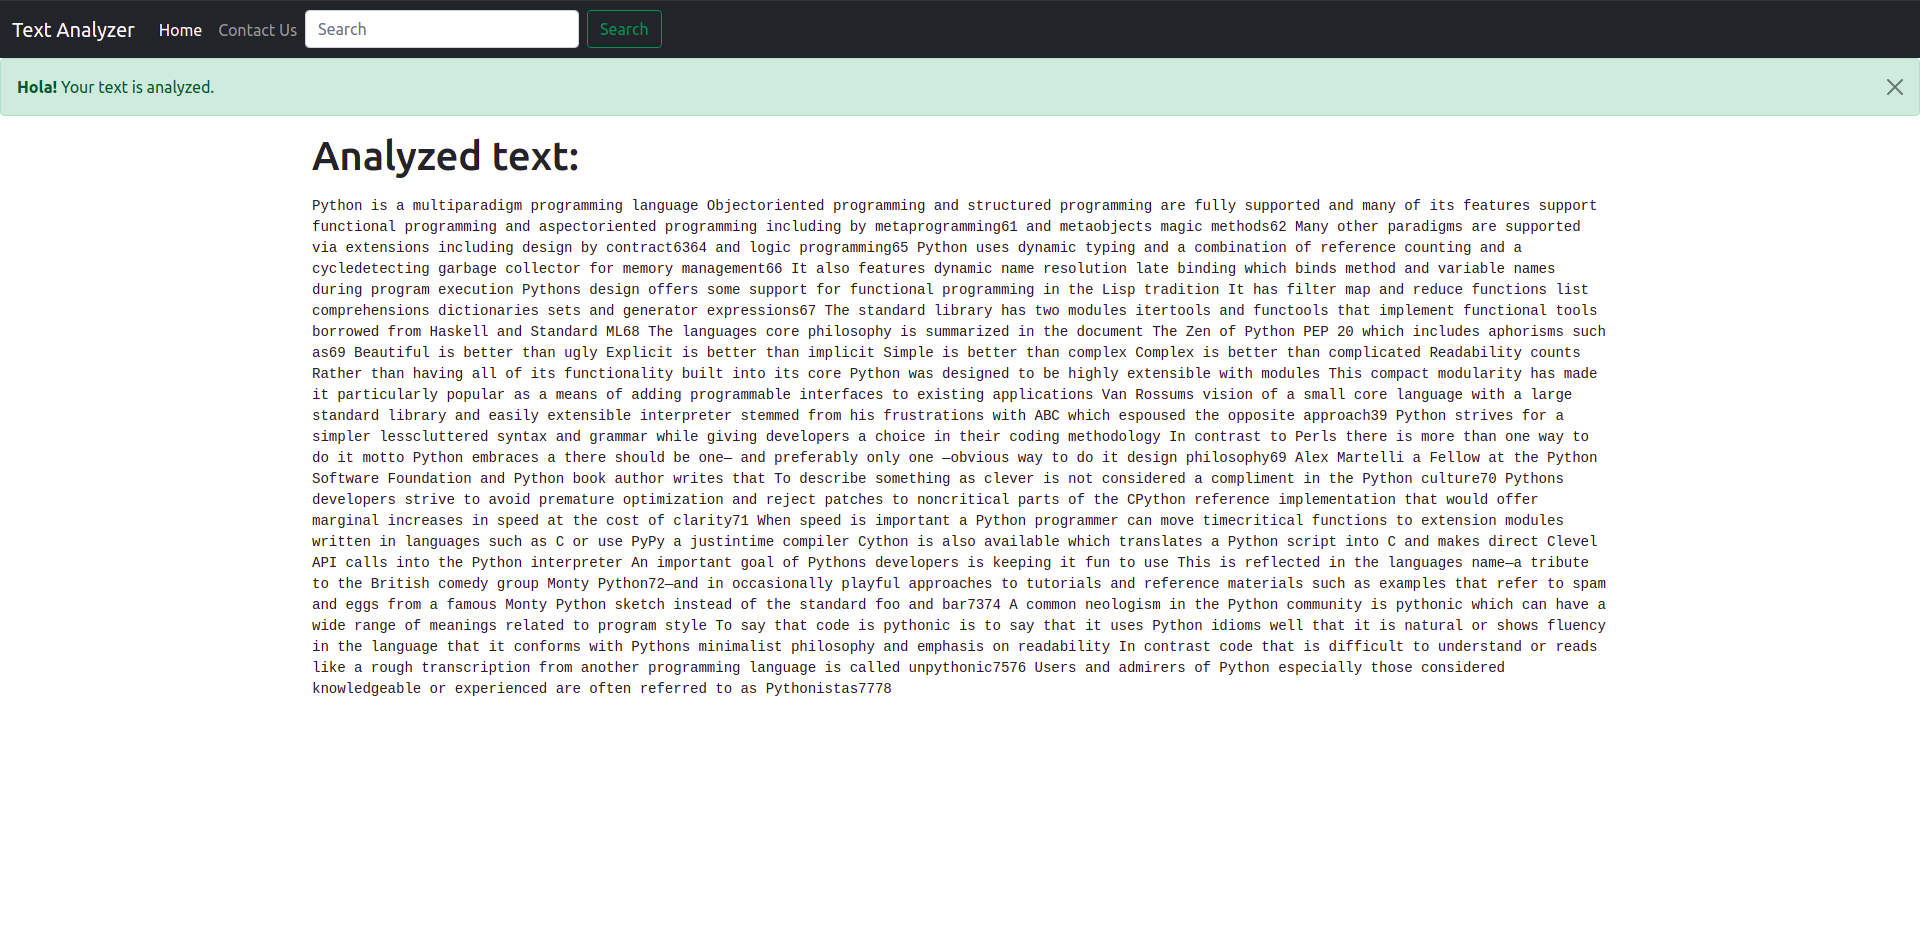 Text Analyzer Home Contact Us Search Search
Hola! Your text is analyzed.
Analyzed text:
Python is a multiparadigm programming language Objectoriented programming and structured programming are fully supported and many of its features support
functional programming and aspectoriented programming including by metaprogramming61 and metaobjects magic methods62 Many other paradigms are supported
via extensions including design by contract6364 and logic programming65 Python uses dynamic typing and a combination of reference counting and a
cycledetecting garbage collector for memory management66 It also features dynamic name resolution late binding which binds method and variable names
during program execution Pythons design offers some support for functional programming in the Lisp tradition It has filter map and reduce functions list
comprehensions dictionaries sets and generator expressions67 The standard library has two modules itertools and functools that implement functional tools
borrowed from Haskell and Standard ML68 The languages core philosophy is summarized in the document The Zen of Python PEP 20 which includes aphorisms such
as69 Beautiful is better than ugly Explicit is better than implicit Simple is better than complex Complex is better than complicated Readability counts
Rather than having all of its functionality built into its core Python was designed to be highly extensible with modules This compact modularity has made
it particularly popular as a means of adding programmable interfaces to existing applications Van Rossums vision of a small core language with a large
standard library and easily extensible interpreter stemmed from his frustrations with ABC which espoused the opposite approach39 Python strives for a
simpler lesscluttered syntax and grammar while giving developers a choice in their coding methodology In contrast to Perls there is more than one way to
do it motto Python embraces a there should be one— and preferably only one —obvious way to do it design philosophy69 Alex Martelli a Fellow at the Python
Software Foundation and Python book author writes that To describe something as clever is not considered a compliment in the Python culture70 Pythons
developers strive to avoid premature optimization and reject patches to noncritical parts of the CPython reference implementation that would offer
marginal increases in speed at the cost of clarity71 When speed is important a Python programmer can move timecritical functions to extension modules
written in languages such as C or use PyPy a justintime compiler Cython is also available which translates a Python script into C and makes direct Clevel
API calls into the Python interpreter An important goal of Pythons developers is keeping it fun to use This is reflected in the languages name—a tribute
to the British comedy group Monty Python72—and in occasionally playful approaches to tutorials and reference materials such as examples that refer to spam
and eggs from a famous Monty Python sketch instead of the standard foo and bar7374 A common neologism in the Python community is pythonic which can have a
wide range of meanings related to program style To say that code is pythonic is to say that it uses Python idioms well that it is natural or shows fluency
in the language that it conforms with Pythons minimalist philosophy and emphasis on readability In contrast code that is difficult to understand or reads
like a rough transcription from another programming language is called unpythonic7576 Users and admirers of Python especially those considered
knowledgeable or experienced are often referred to as Pythonistas7778